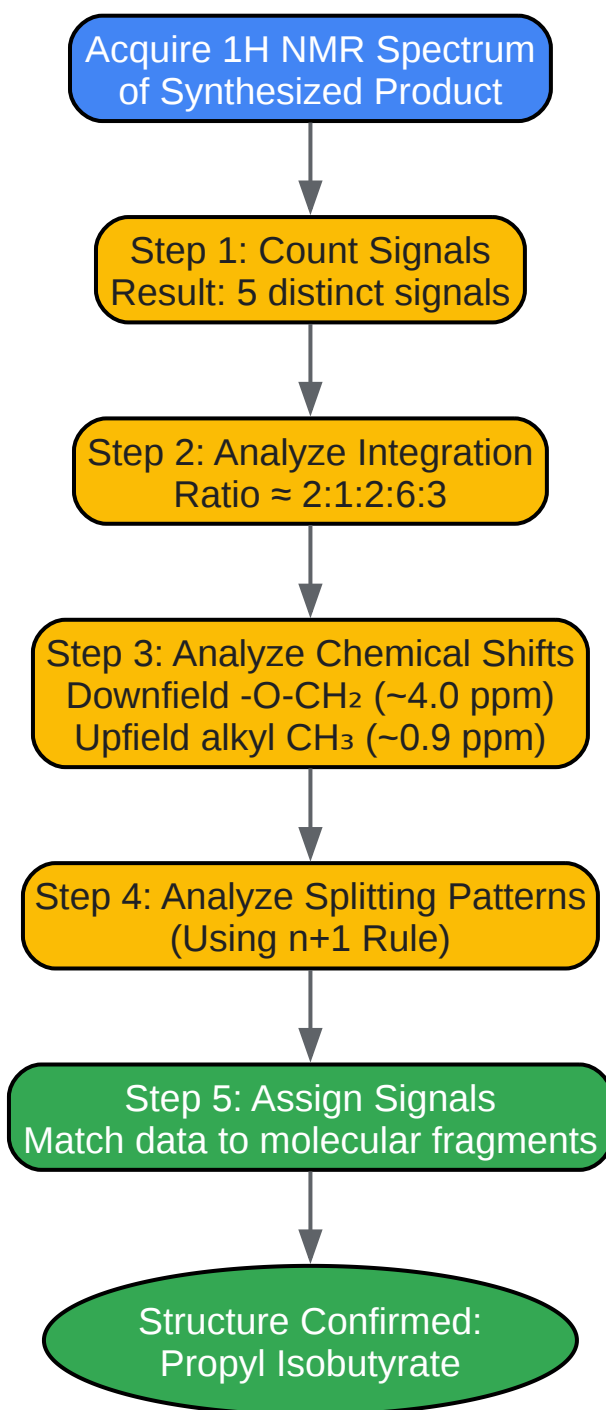 Acquire 1H NMR Spectrum
of Synthesized Product
Step 1: Count Signals
Result: 5 distinct signals
Step 2: Analyze Integration
Ratio ≈ 2:1:2:6:3
Step 3: Analyze Chemical Shifts
Downfield -O-CH₂ (~4.0 ppm)
Upfield alkyl CH₃ (~0.9 ppm)
Step 4: Analyze Splitting Patterns
(Using n+1 Rule)
Step 5: Assign Signals
Match data to molecular fragments
Structure Confirmed:
Propyl Isobutyrate